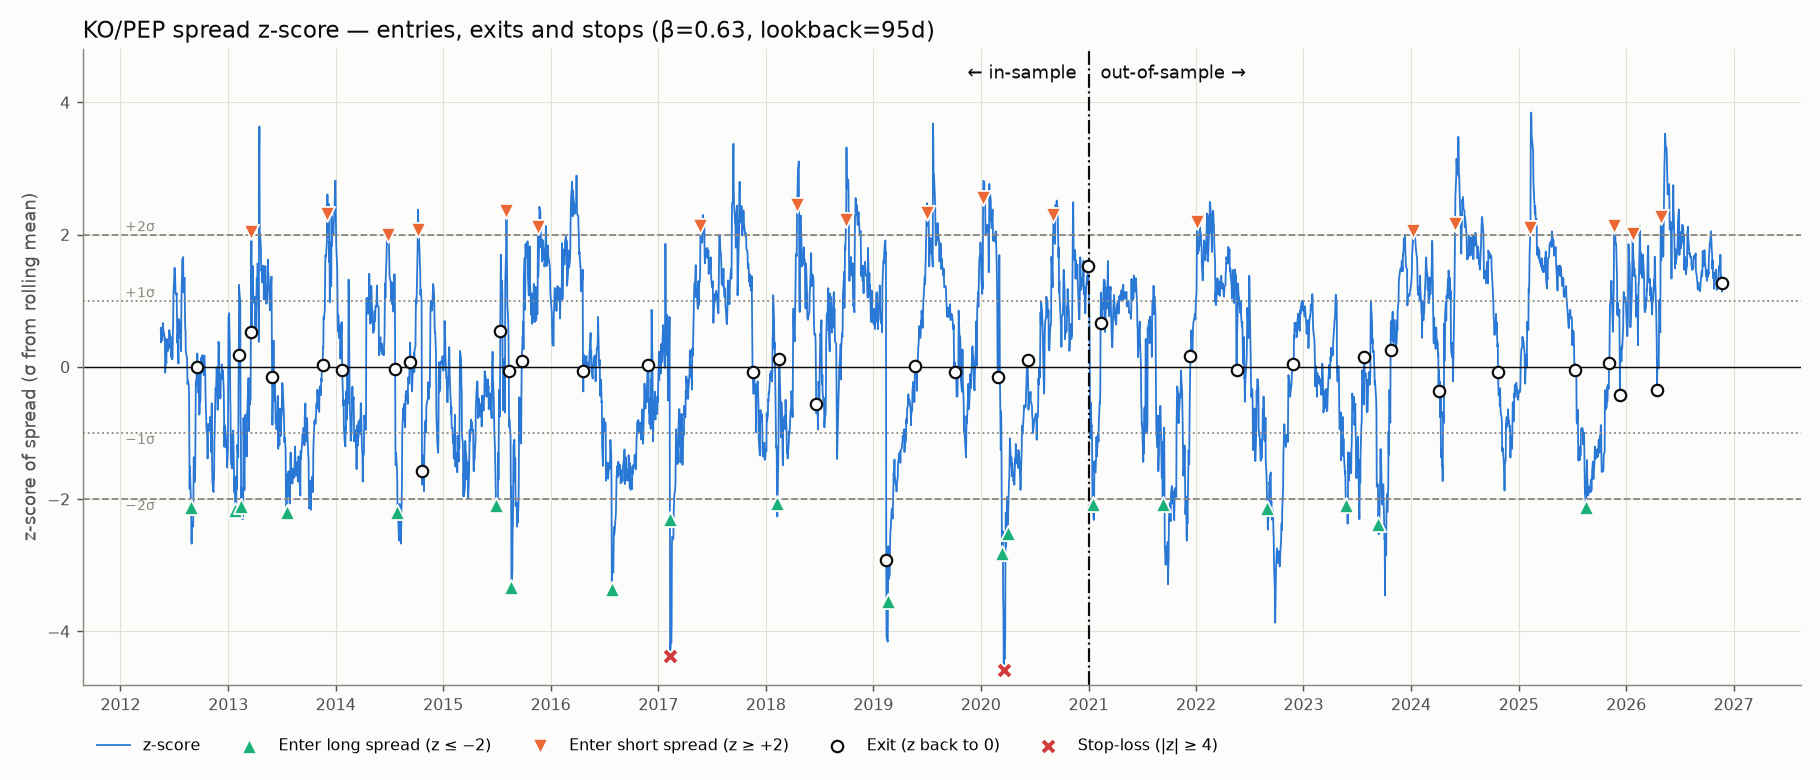 KO/PEP spread z-score — entries, exits and stops (β=0.63, lookback=95d)
← in-sample
out-of-sample →
z-score of spread (σ from rolling mean)
4
2
0
−2
−4
+2σ
+1σ
−1σ
−2σ
2012 2013 2014 2015 2016 2017 2018 2019 2020 2021 2022 2023 2024 2025 2026 2027
z-score Enter long spread (z ≤ −2) Enter short spread (z ≥ +2) Exit (z back to 0) Stop-loss (|z| ≥ 4)